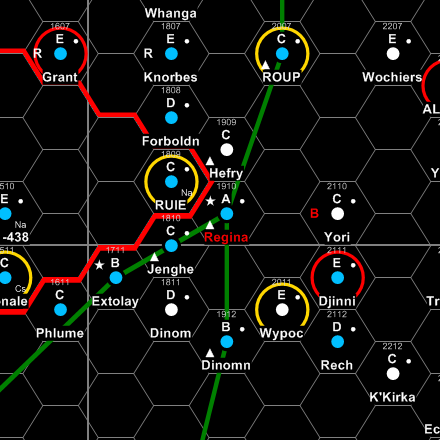 Whanga
1607
E
R
Grant
1807
E
R
Knorbes
2007
C
ROUP
2207
E
Wochiers
AL
1808
D
Forboldn
1809
C
Na
RUIE
1909
C
Hefry
Y
510
E
Na
-438
1910
A
Regina
2110
C
B
Yori
1810
C
Jenghe
511
C
Cs
onale
1611
C
Phlume
1711
B
Extolay
1811
D
Dinom
2011
E
Wypoc
2111
E
Djinni
Tr
1912
B
Dinomn
2112
D
Rech
2212
C
K'Kirka
Ec